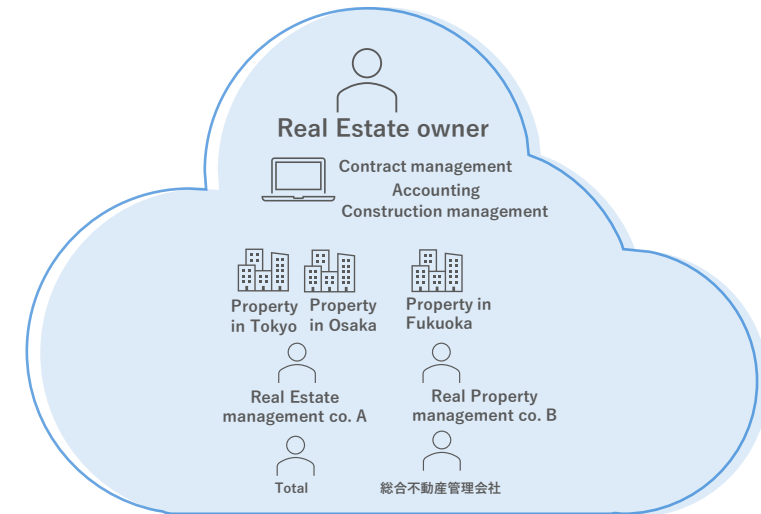 Real Estate owner
Contract management
Accounting
Construction management
Property
in Tokyo
Property
in Osaka
Property in
Fukuoka
Real Estate
management co. A
Real Property
management co. B
Total
総合不動産管理会社